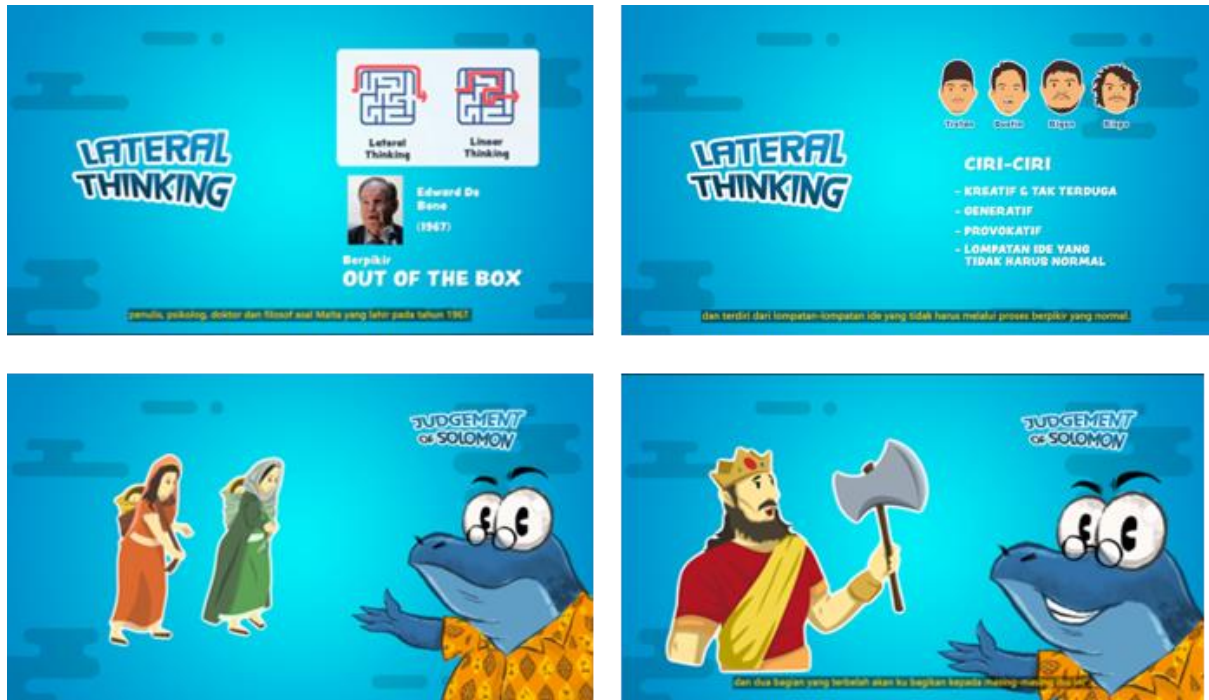 LATERAL
THINKING
Lateral
Thinking
Linear
Thinking
Edward De
Bono
(1967)
Berpikir
OUT OF THE BOX
penulis, psikolog, doktor dan filosof asal Malta yang lahir pada tahun 1967
LATERAL
THINKING
Tretan
Bigen
CIRI-CIRI
- KREATIF & TAK TERDUGA
- GENERATIF
- PROVOKATIF
- LOMPATAN IDE YANG
TIDAK HARUS NORMAL
dan terdiri dari lompatan-lompatan ide yang tidak harus melalui proses berpikir yang normal.
JUDGEMENT
OF SOLOMON
JUDGEMENT
OF SOLOMON
dan dua bagian yang terbelah akan ku bagikan kepada masing-masing